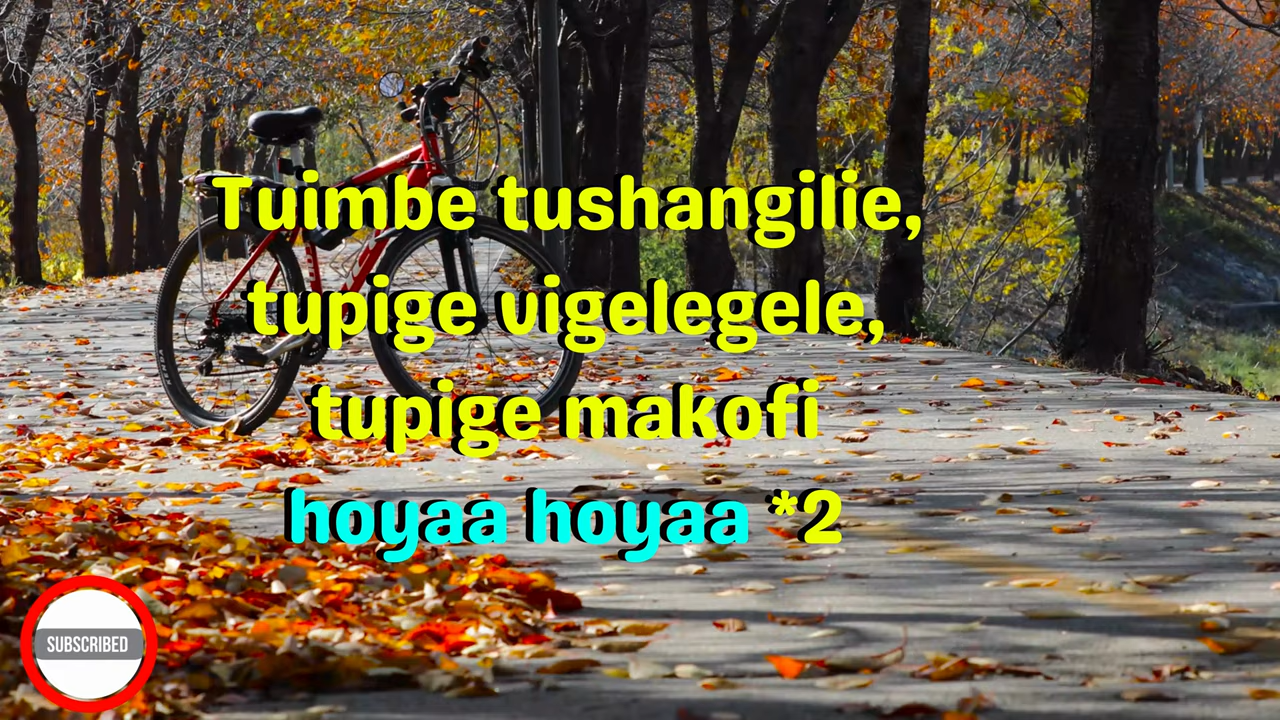 Tuimbe tushangilie,
tupige vigelegele,
tupige makofi
hoyaa hoyaa *2
SUBSCRIBED